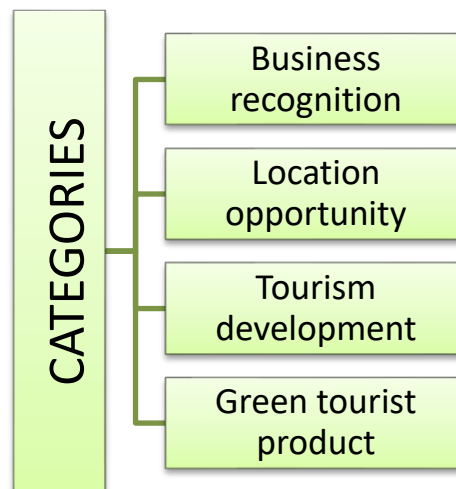 CATEGORIES
Business
recognition
Location
opportunity
Tourism
development
Green tourist
product